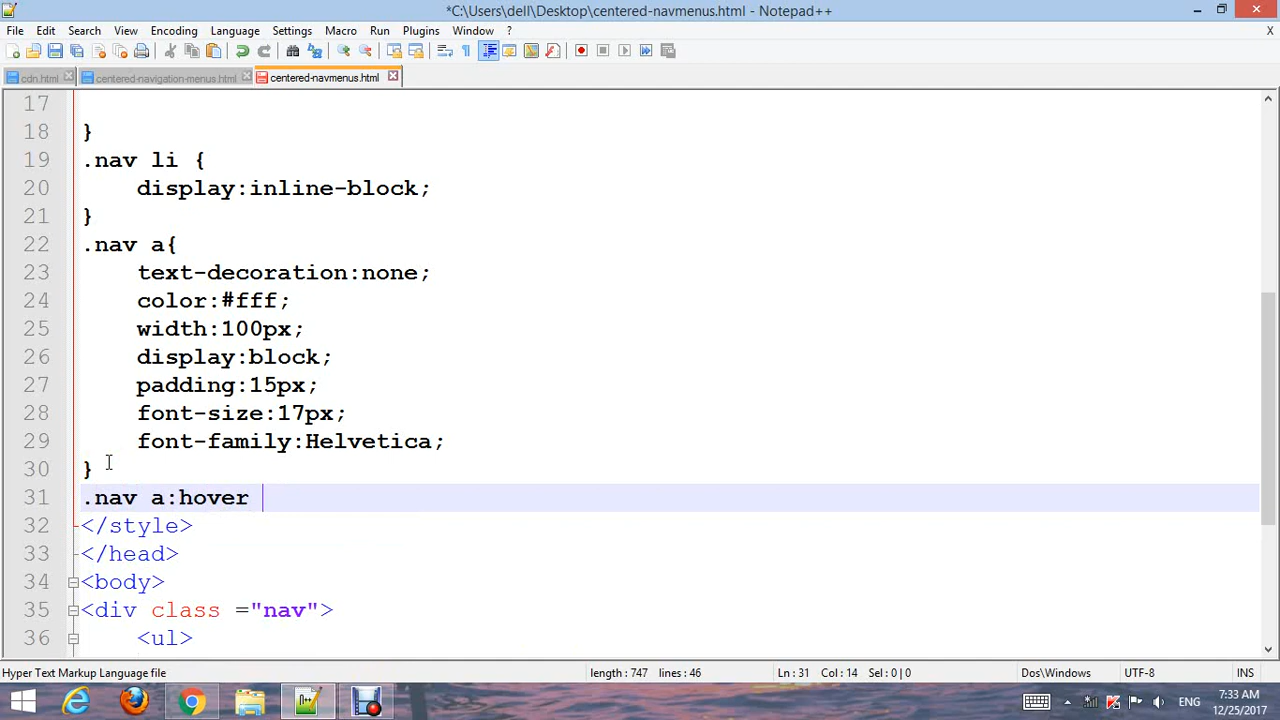 *C:\Users\dell\Desktop\centered-navmenus.html - Notepad++
File Edit Search View Encoding Language Settings Macro Run Plugins Window ? X
cdn.html centered-navigation-menus.html centered-navmenus.html
17
18 }
19 .nav li {
20 display:inline-block;
21 }
22 .nav a{
23 text-decoration:none;
24 color:#fff;
25 width:100px;
26 display:block;
27 padding:15px;
28 font-size:17px;
29 font-family:Helvetica;
30 }
31 .nav a:hover
32 </style>
33 </head>
34 <body>
35 <div class ="nav">
36 <ul>
Hyper Text Markup Language file length : 747 lines : 46 Ln : 31 Col : 14 Sel : 0 | 0 Dos\Windows UTF-8 INS
ENG 7:33 AM
12/25/2017